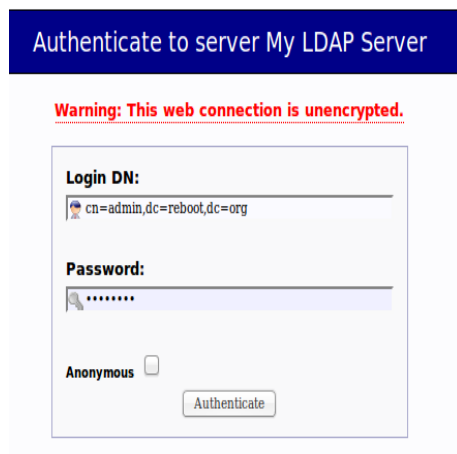 Authenticate to server My LDAP Server
Warning: This web connection is unencrypted.
Login DN:
cn=admin,dc=reboot,dc=org
Password:
••••••••
Anonymous
Authenticate